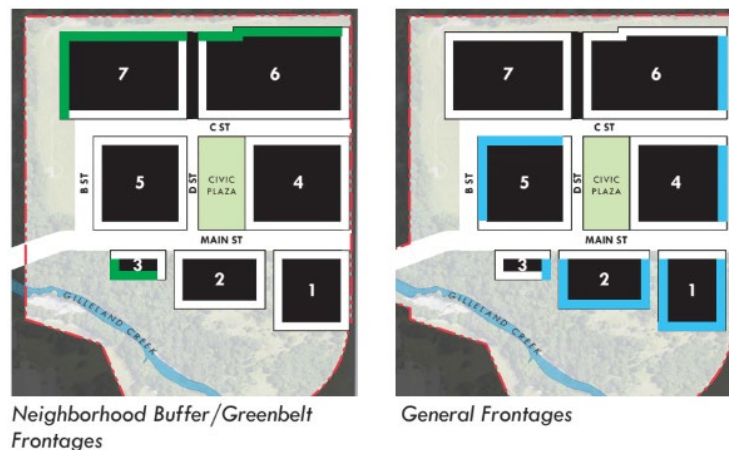 7
6
C ST
B ST
5
D ST
CIVIC
PLAZA
4
MAIN ST
3
2
1
GILLELAND CREEK
Neighborhood Buffer/Greenbelt
Frontages
7
6
C ST
B ST
5
D ST
CIVIC
PLAZA
4
MAIN ST
3
2
1
GILLELAND CREEK
General Frontages